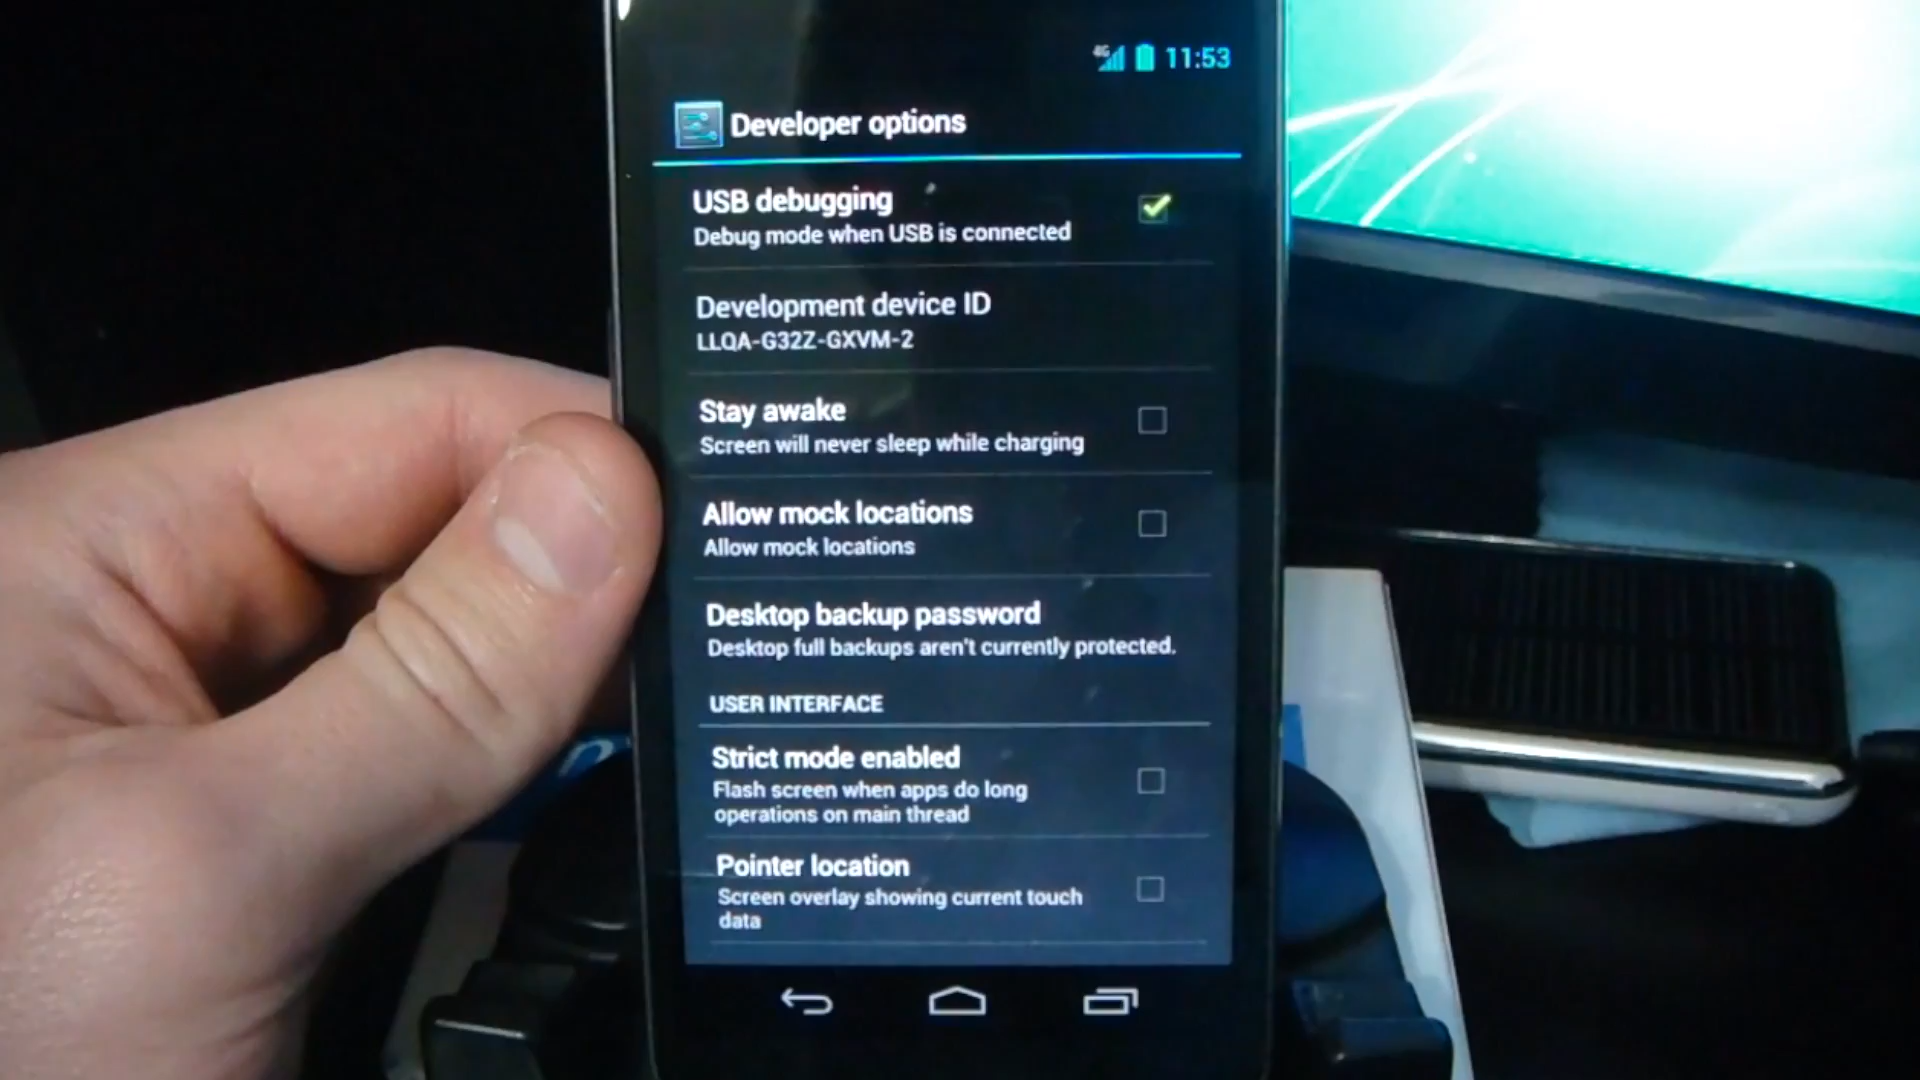 4G 11:53
Developer options
USB debugging
Debug mode when USB is connected
Development device ID
LLQA-G32Z-GXVM-2
Stay awake
Screen will never sleep while charging
Allow mock locations
Allow mock locations
Desktop backup password
Desktop full backups aren't currently protected.
USER INTERFACE
Strict mode enabled
Flash screen when apps do long
operations on main thread
Pointer location
Screen overlay showing current touch
data